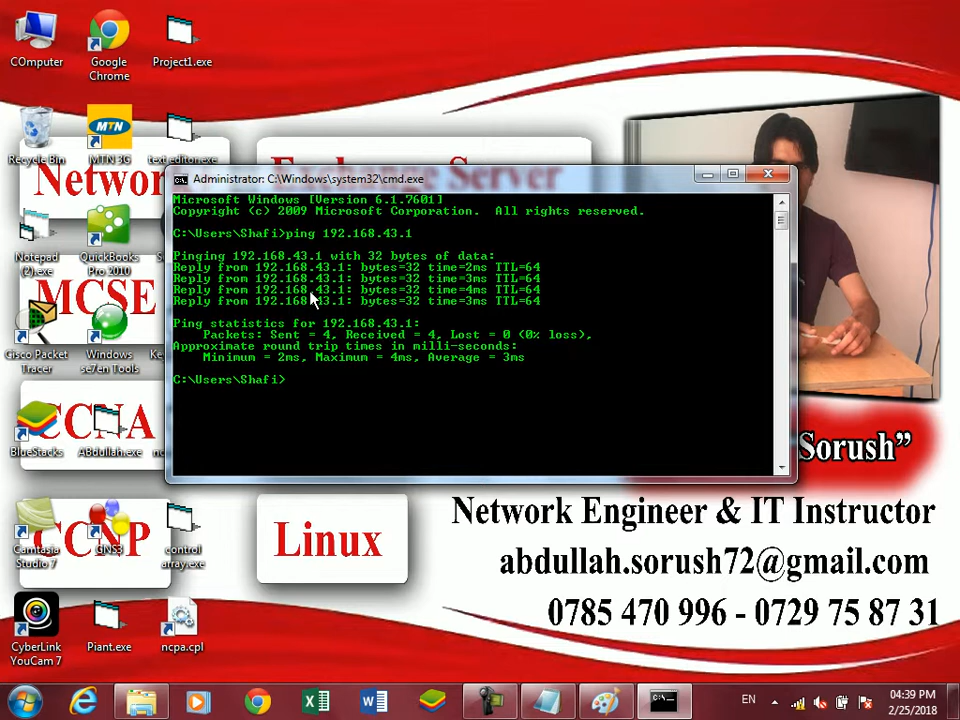 COmputer
Google
Chrome
Project1.exe
Recycle Bin
MTN
MTN 3G
text editor.exe
Networ
Exchange Server
Administrator: C:\Windows\system32\cmd.exe
Microsoft Windows [Version 6.1.7601]
Copyright (c) 2009 Microsoft Corporation.  All rights reserved.
C:\Users\Shafi>ping 192.168.43.1
Pinging 192.168.43.1 with 32 bytes of data:
Reply from 192.168.43.1: bytes=32 time=2ms TTL=64
Reply from 192.168.43.1: bytes=32 time=3ms TTL=64
Reply from 192.168.43.1: bytes=32 time=4ms TTL=64
Reply from 192.168.43.1: bytes=32 time=3ms TTL=64
Ping statistics for 192.168.43.1:
Packets: Sent = 4, Received = 4, Lost = 0 (0% loss),
Approximate round trip times in milli-seconds:
Minimum = 2ms, Maximum = 4ms, Average = 3ms
C:\Users\Shafi>
Notepad
(2).exe
QuickBooks
Pro 2010
MCSE
Cisco Packet
Tracer
Windows
se7en Tools
Key
CCNA
BlueStacks
ABdullah.exe
nc
Sorush”
CCNP
Camtasia
Studio 7
GNS3
control
array.exe
Linux
Network Engineer & IT Instructor
abdullah.sorush72@gmail.com
0785 470 996 - 0729 75 87 31
CyberLink
YouCam 7
Piant.exe
ncpa.cpl
EN
04:39 PM
2/25/2018